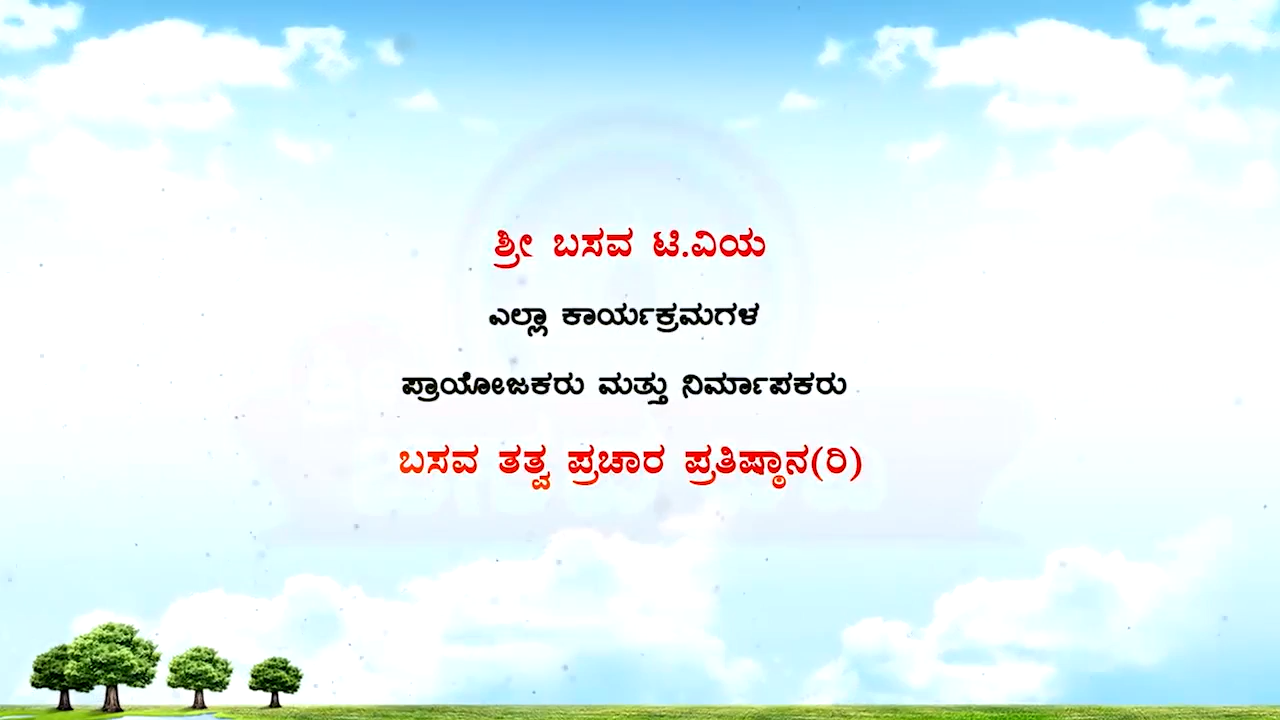 ಶ್ರೀ ಬಸವ ಟಿ.ವಿಯ
ಎಲ್ಲಾ ಕಾರ್ಯಕ್ರಮಗಳ
ಪ್ರಾಯೋಜಕರು ಮತ್ತು ನಿರ್ಮಾಪಕರು
ಬಸವ ತತ್ವ ಪ್ರಚಾರ ಪ್ರತಿಷ್ಠಾನ(ರಿ)